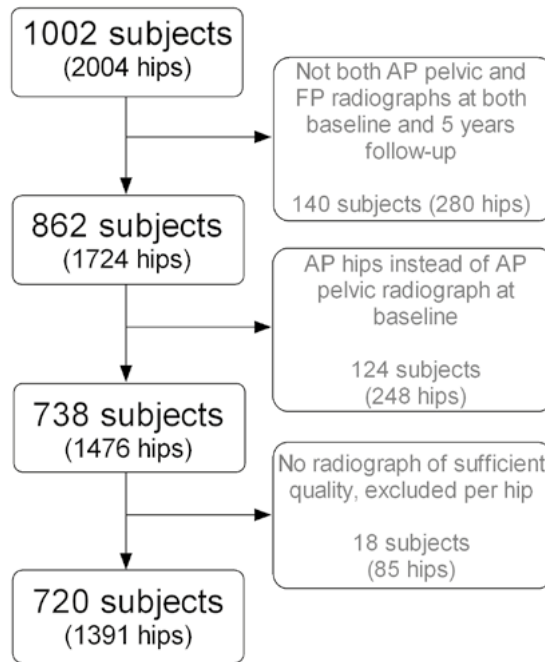 1002 subjects
(2004 hips)
Not both AP pelvic and
FP radiographs at both
baseline and 5 years
follow-up
140 subjects (280 hips)
862 subjects
(1724 hips)
AP hips instead of AP
pelvic radiograph at
baseline
124 subjects
(248 hips)
738 subjects
(1476 hips)
No radiograph of sufficient
quality, excluded per hip
18 subjects
(85 hips)
720 subjects
(1391 hips)